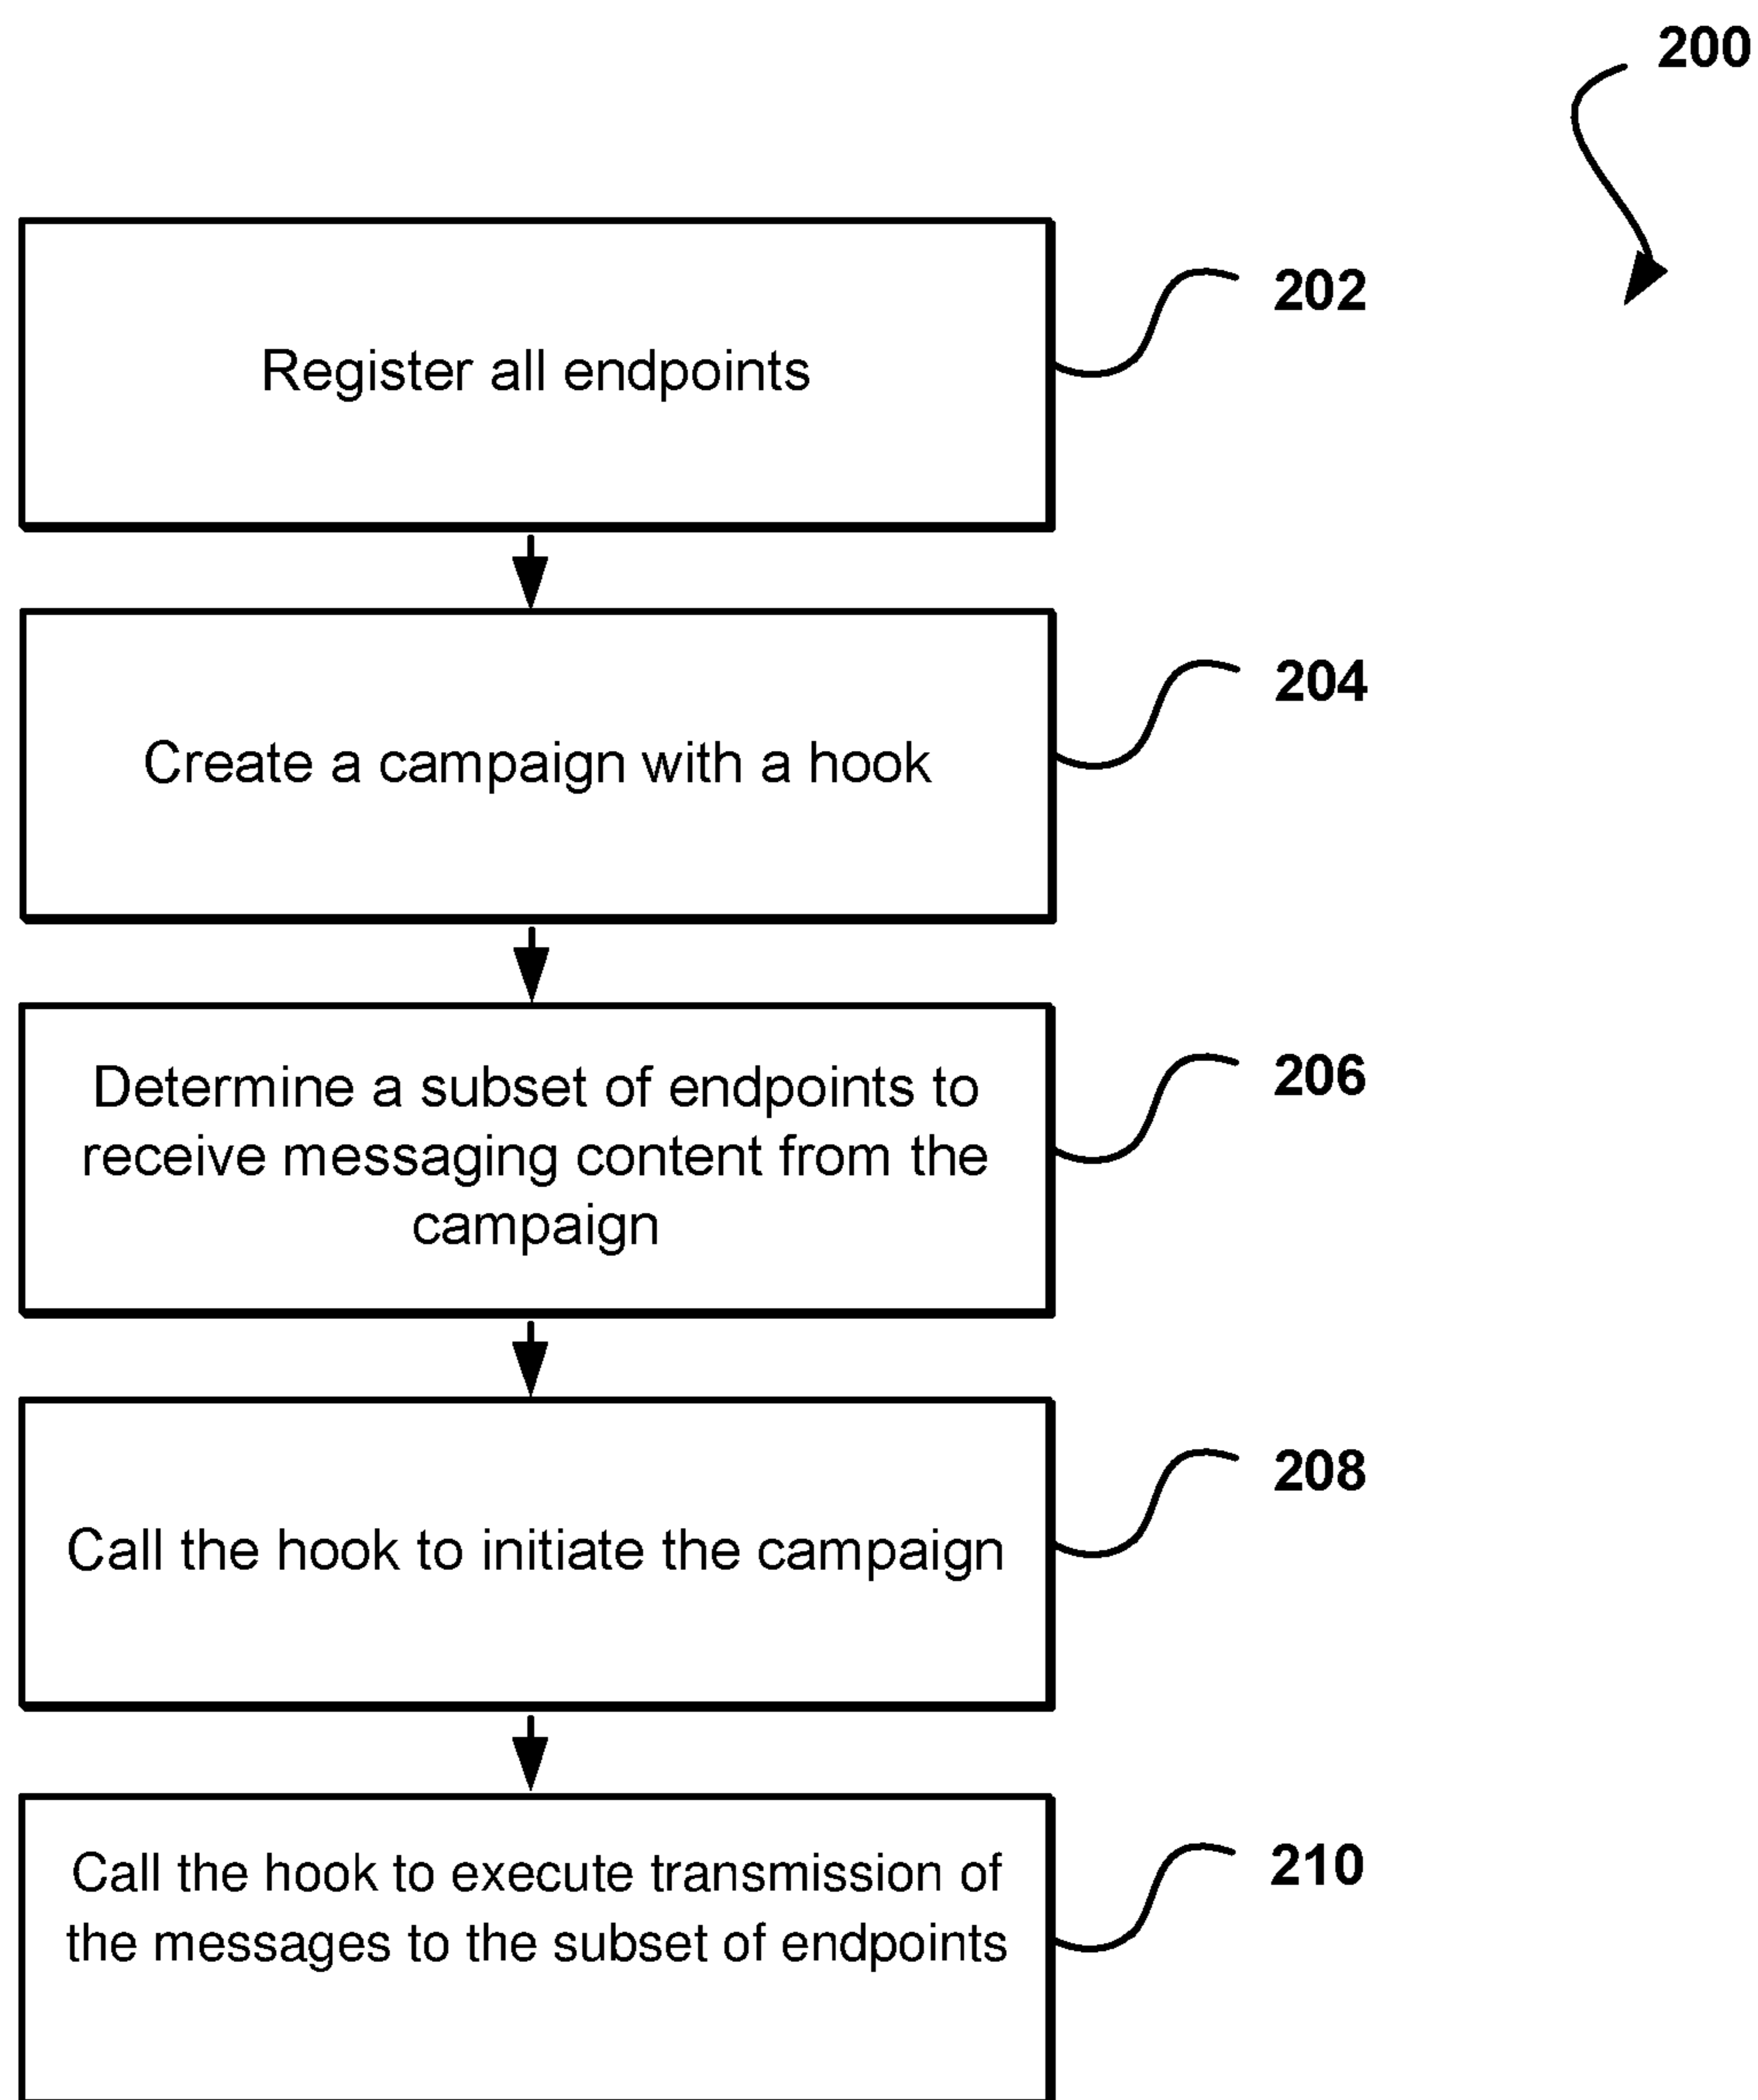 200
Register all endpoints
202
Create a campaign with a hook
204
Determine a subset of endpoints to
receive messaging content from the
campaign
206
Call the hook to initiate the campaign
208
Call the hook to execute transmission of
the messages to the subset of endpoints
210